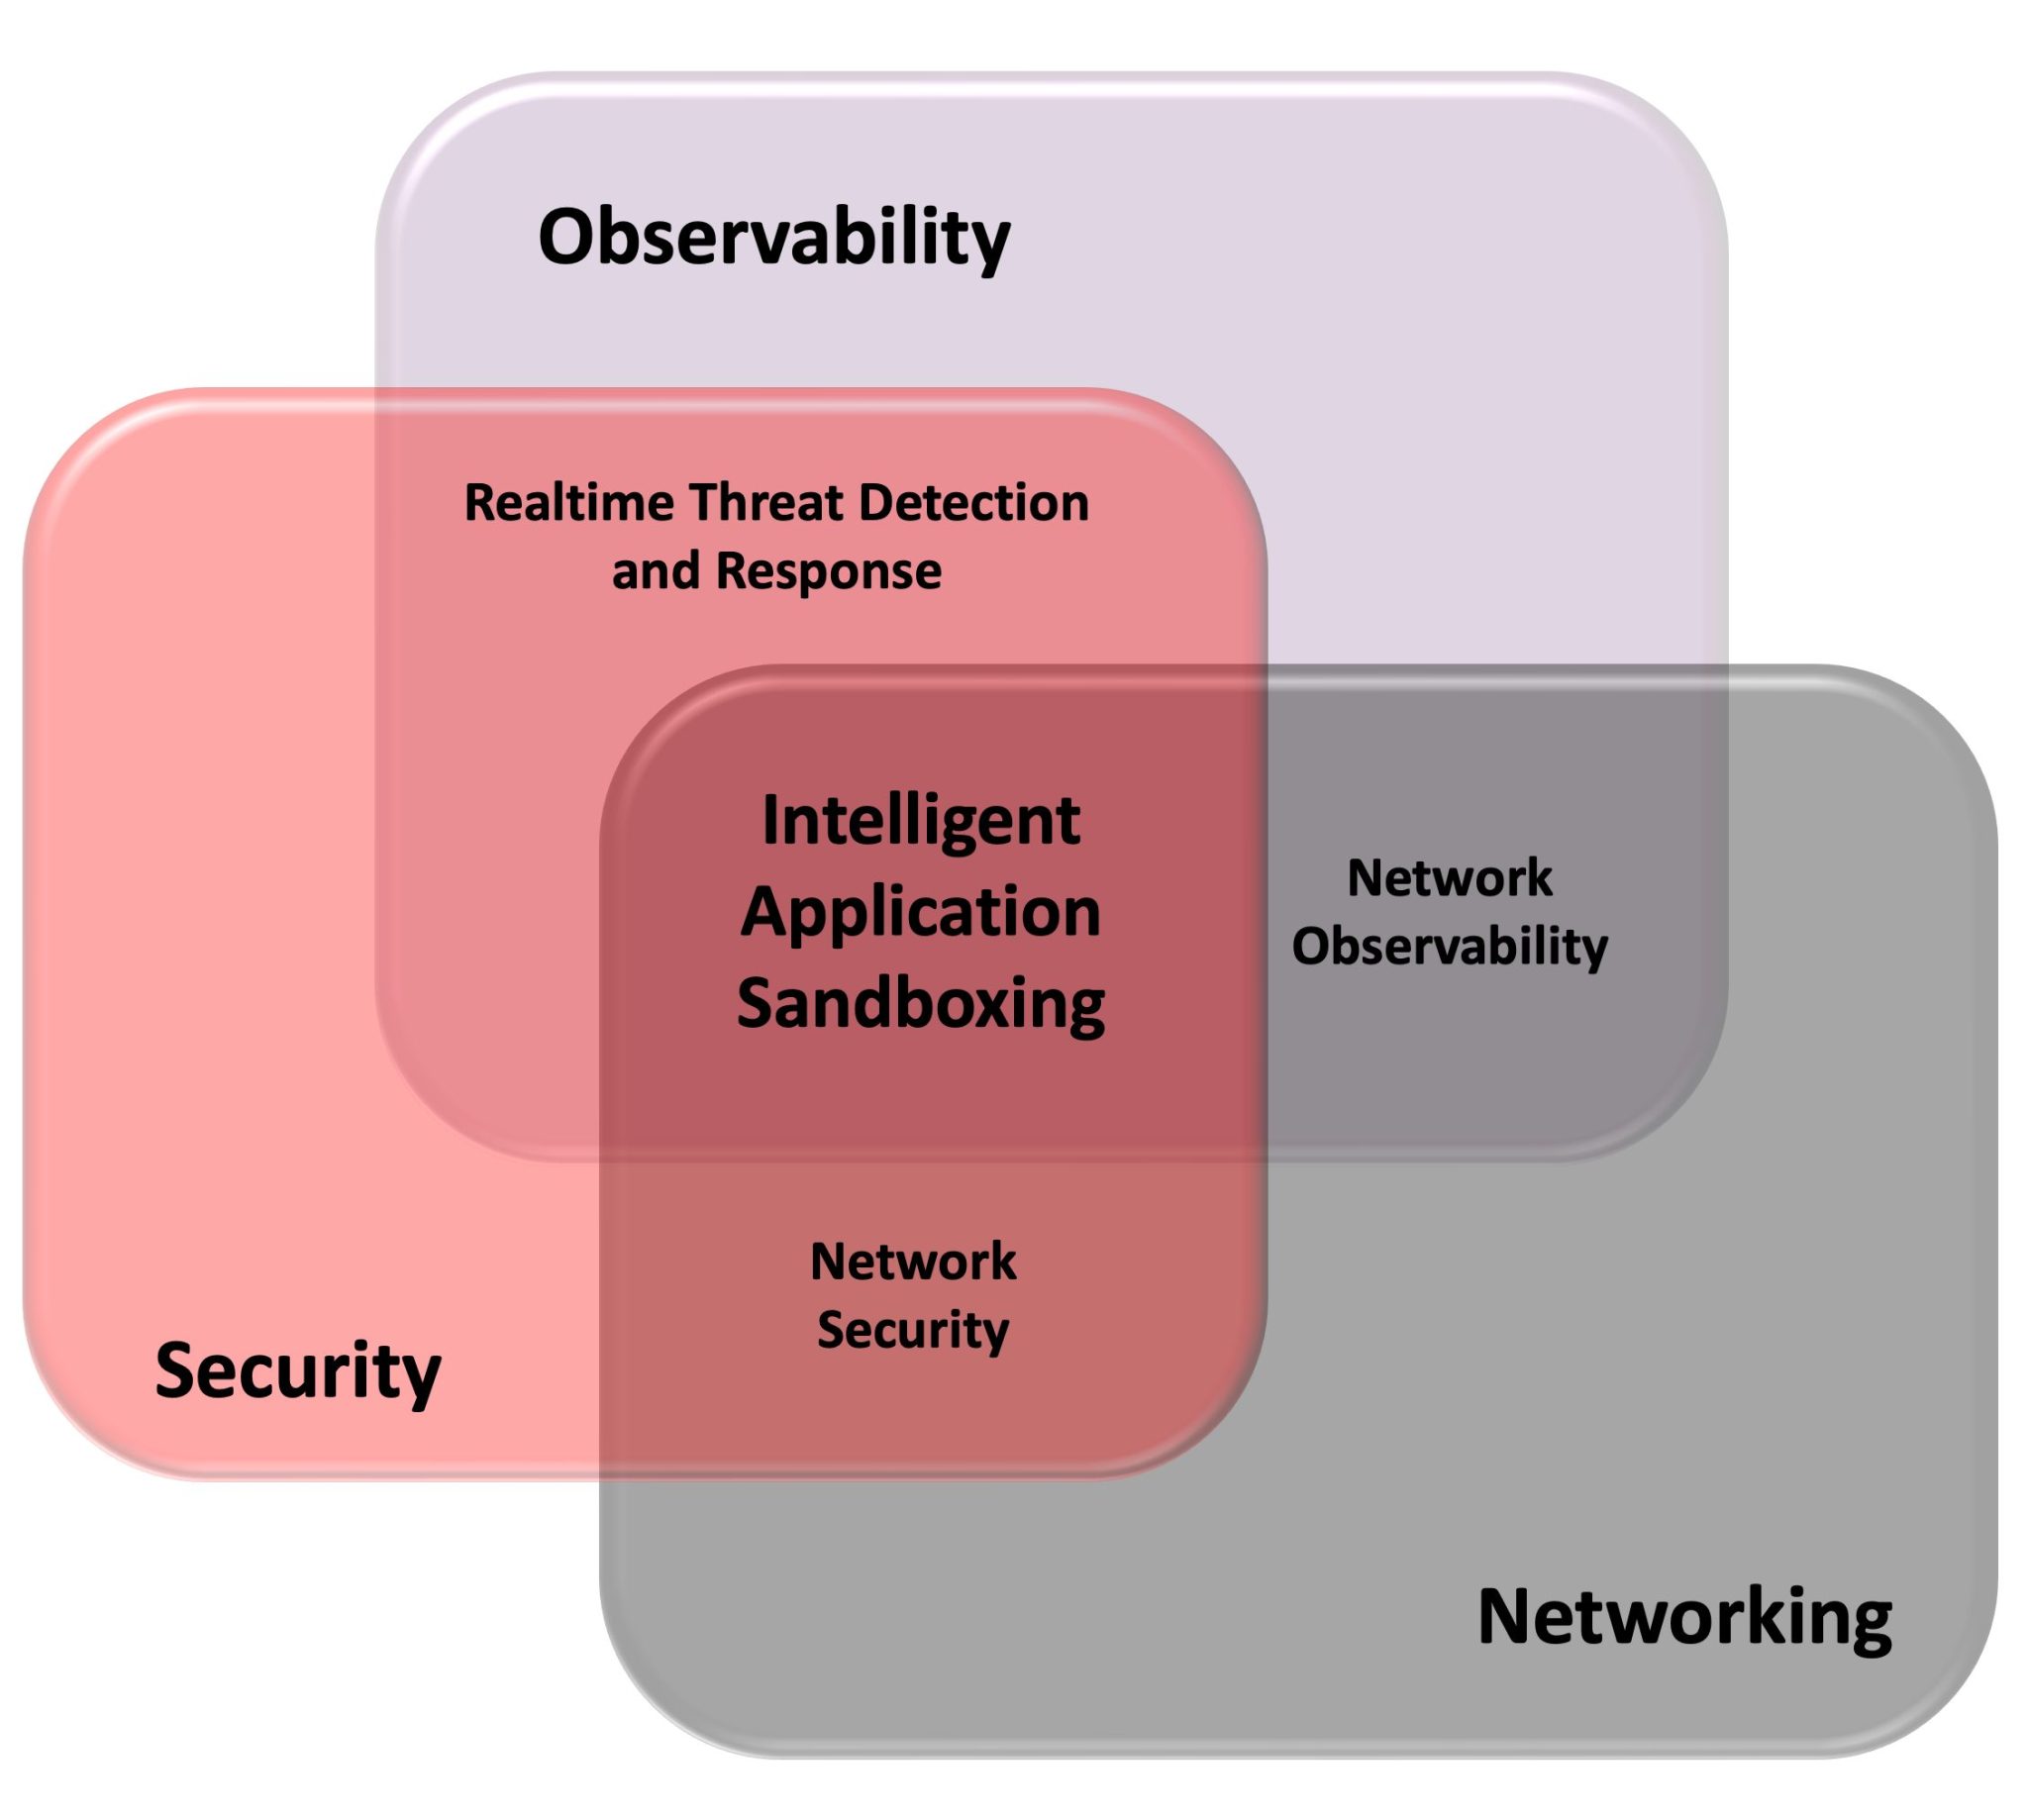 Observability
Realtime Threat Detection
and Response
Intelligent
Application
Sandboxing
Network
Observability
Network
Security
Security
Networking